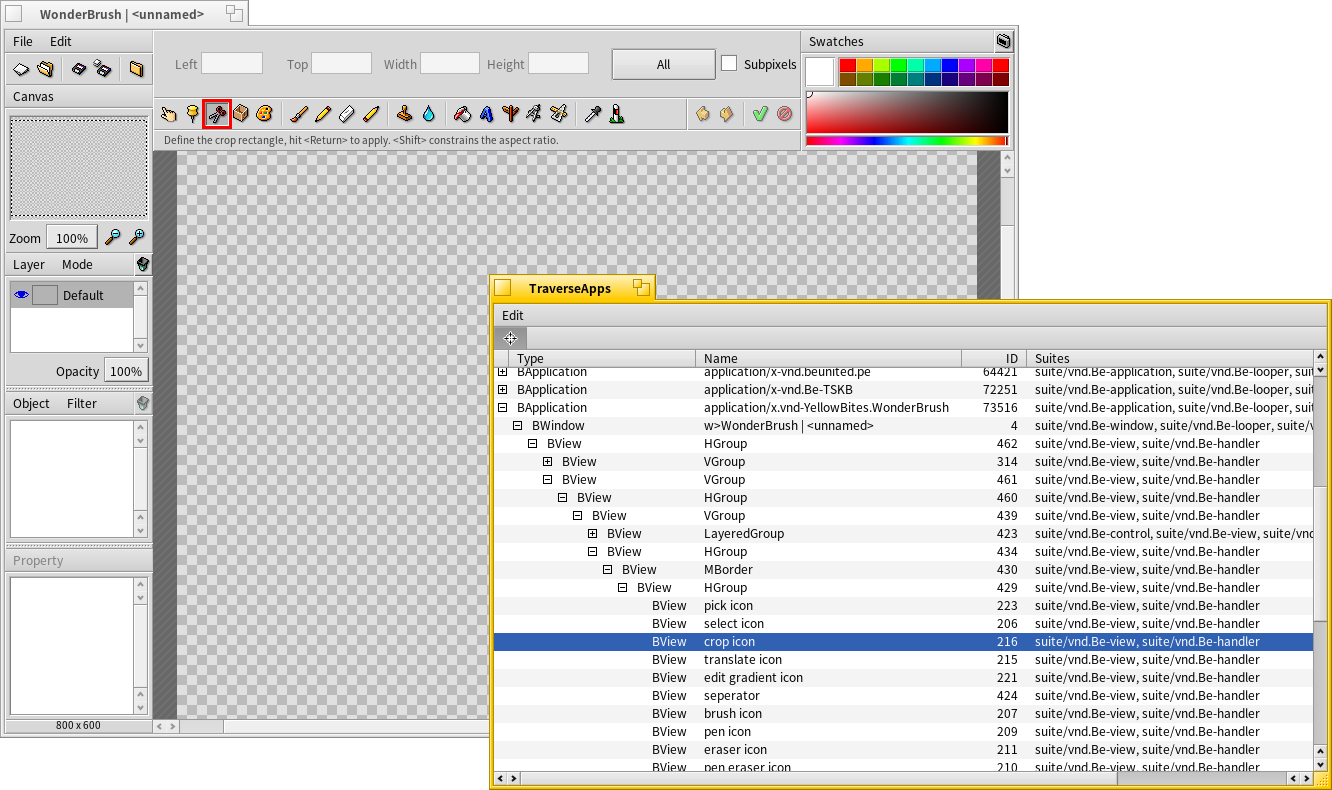 WonderBrush | <unnamed>
File Edit
Left Top Width Height All Subpixels
Swatches
Canvas
Define the crop rectangle, hit <Return> to apply. <Shift> constrains the aspect ratio.
Zoom 100%
Layer Mode
Default
Opacity 100%
Object Filter
Property
800 x 600
TraverseApps
Edit
Type Name ID Suites
BApplication application/x-vnd.beunited.pe 64421 suite/vnd.Be-application, suite/vnd.Be-looper, suit
BApplication application/x-vnd.Be-TSKB 72251 suite/vnd.Be-application, suite/vnd.Be-looper, suit
BApplication application/x.vnd-YellowBites.WonderBrush 73516 suite/vnd.Be-application, suite/vnd.Be-looper, suit
BWindow w>WonderBrush | <unnamed> 4 suite/vnd.Be-window, suite/vnd.Be-looper, suite/v
BView HGroup 462 suite/vnd.Be-view, suite/vnd.Be-handler
BView VGroup 314 suite/vnd.Be-view, suite/vnd.Be-handler
BView VGroup 461 suite/vnd.Be-view, suite/vnd.Be-handler
BView HGroup 460 suite/vnd.Be-view, suite/vnd.Be-handler
BView VGroup 439 suite/vnd.Be-view, suite/vnd.Be-handler
BView LayeredGroup 423 suite/vnd.Be-control, suite/vnd.Be-view, suite/vnd
BView HGroup 434 suite/vnd.Be-view, suite/vnd.Be-handler
BView MBorder 430 suite/vnd.Be-view, suite/vnd.Be-handler
BView HGroup 429 suite/vnd.Be-view, suite/vnd.Be-handler
BView pick icon 223 suite/vnd.Be-view, suite/vnd.Be-handler
BView select icon 206 suite/vnd.Be-view, suite/vnd.Be-handler
BView crop icon 216 suite/vnd.Be-view, suite/vnd.Be-handler
BView translate icon 215 suite/vnd.Be-view, suite/vnd.Be-handler
BView edit gradient icon 221 suite/vnd.Be-view, suite/vnd.Be-handler
BView seperator 424 suite/vnd.Be-view, suite/vnd.Be-handler
BView brush icon 207 suite/vnd.Be-view, suite/vnd.Be-handler
BView pen icon 209 suite/vnd.Be-view, suite/vnd.Be-handler
BView eraser icon 211 suite/vnd.Be-view, suite/vnd.Be-handler
BView pen eraser icon 210 suite/vnd.Be-view, suite/vnd.Be-handler